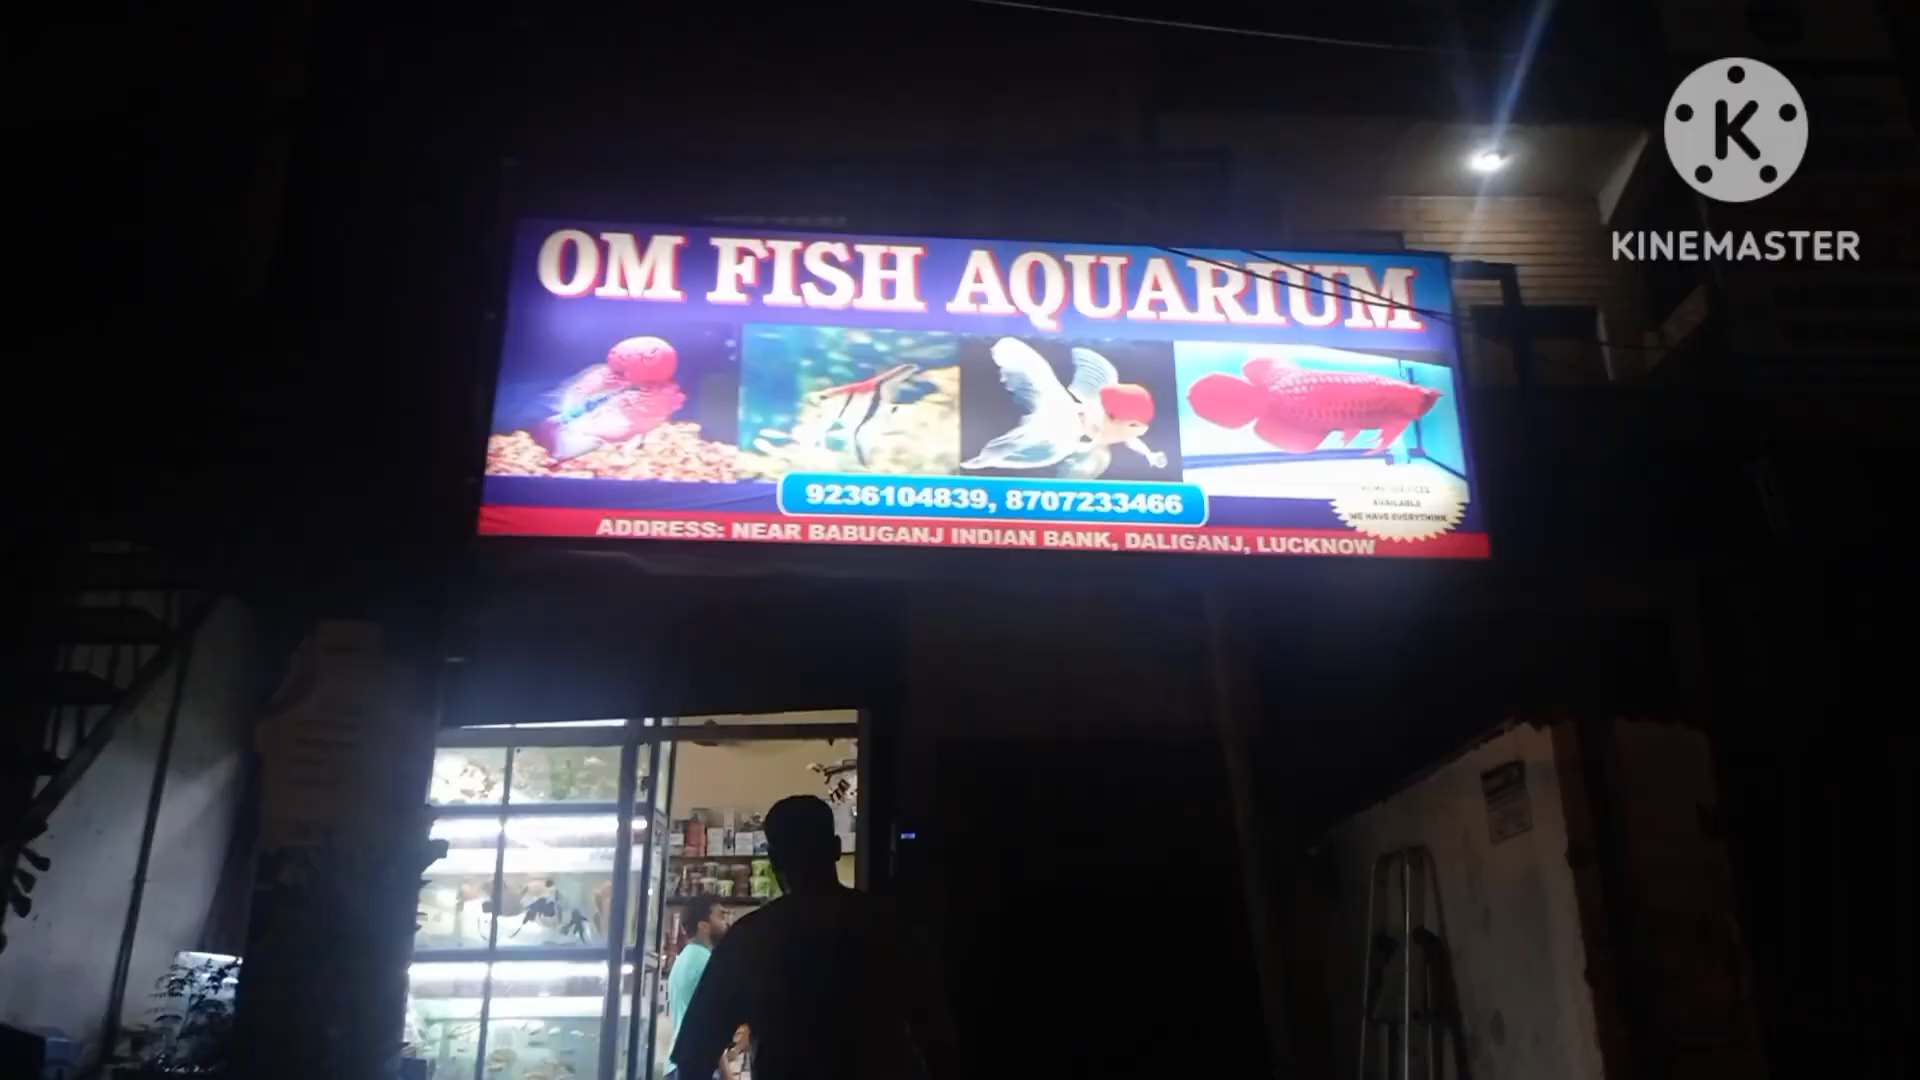 K
KINEMASTER
OM FISH AQUARIUM
9236104839, 8707233466
AVAILABLE
WE HAVE EVERYTHING
ADDRESS: NEAR BABUGANJ INDIAN BANK, DALIGANJ, LUCKNOW